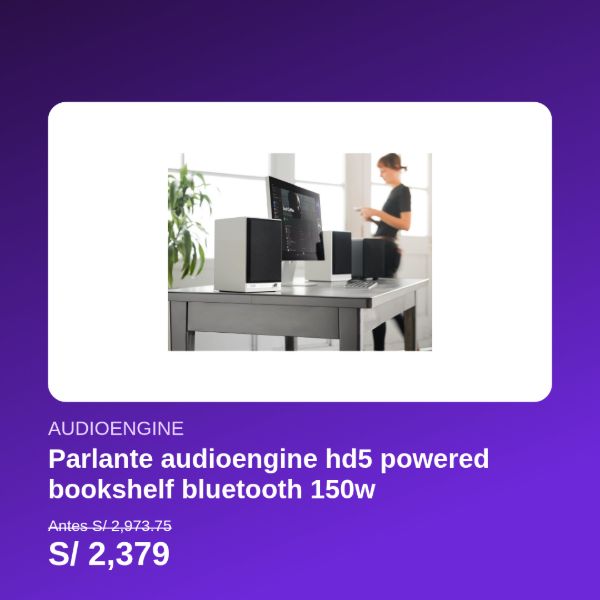 AUDIOENGINE
Parlante audioengine hd5 powered
bookshelf bluetooth 150w
Antes S/ 2,973.75
S/ 2,379